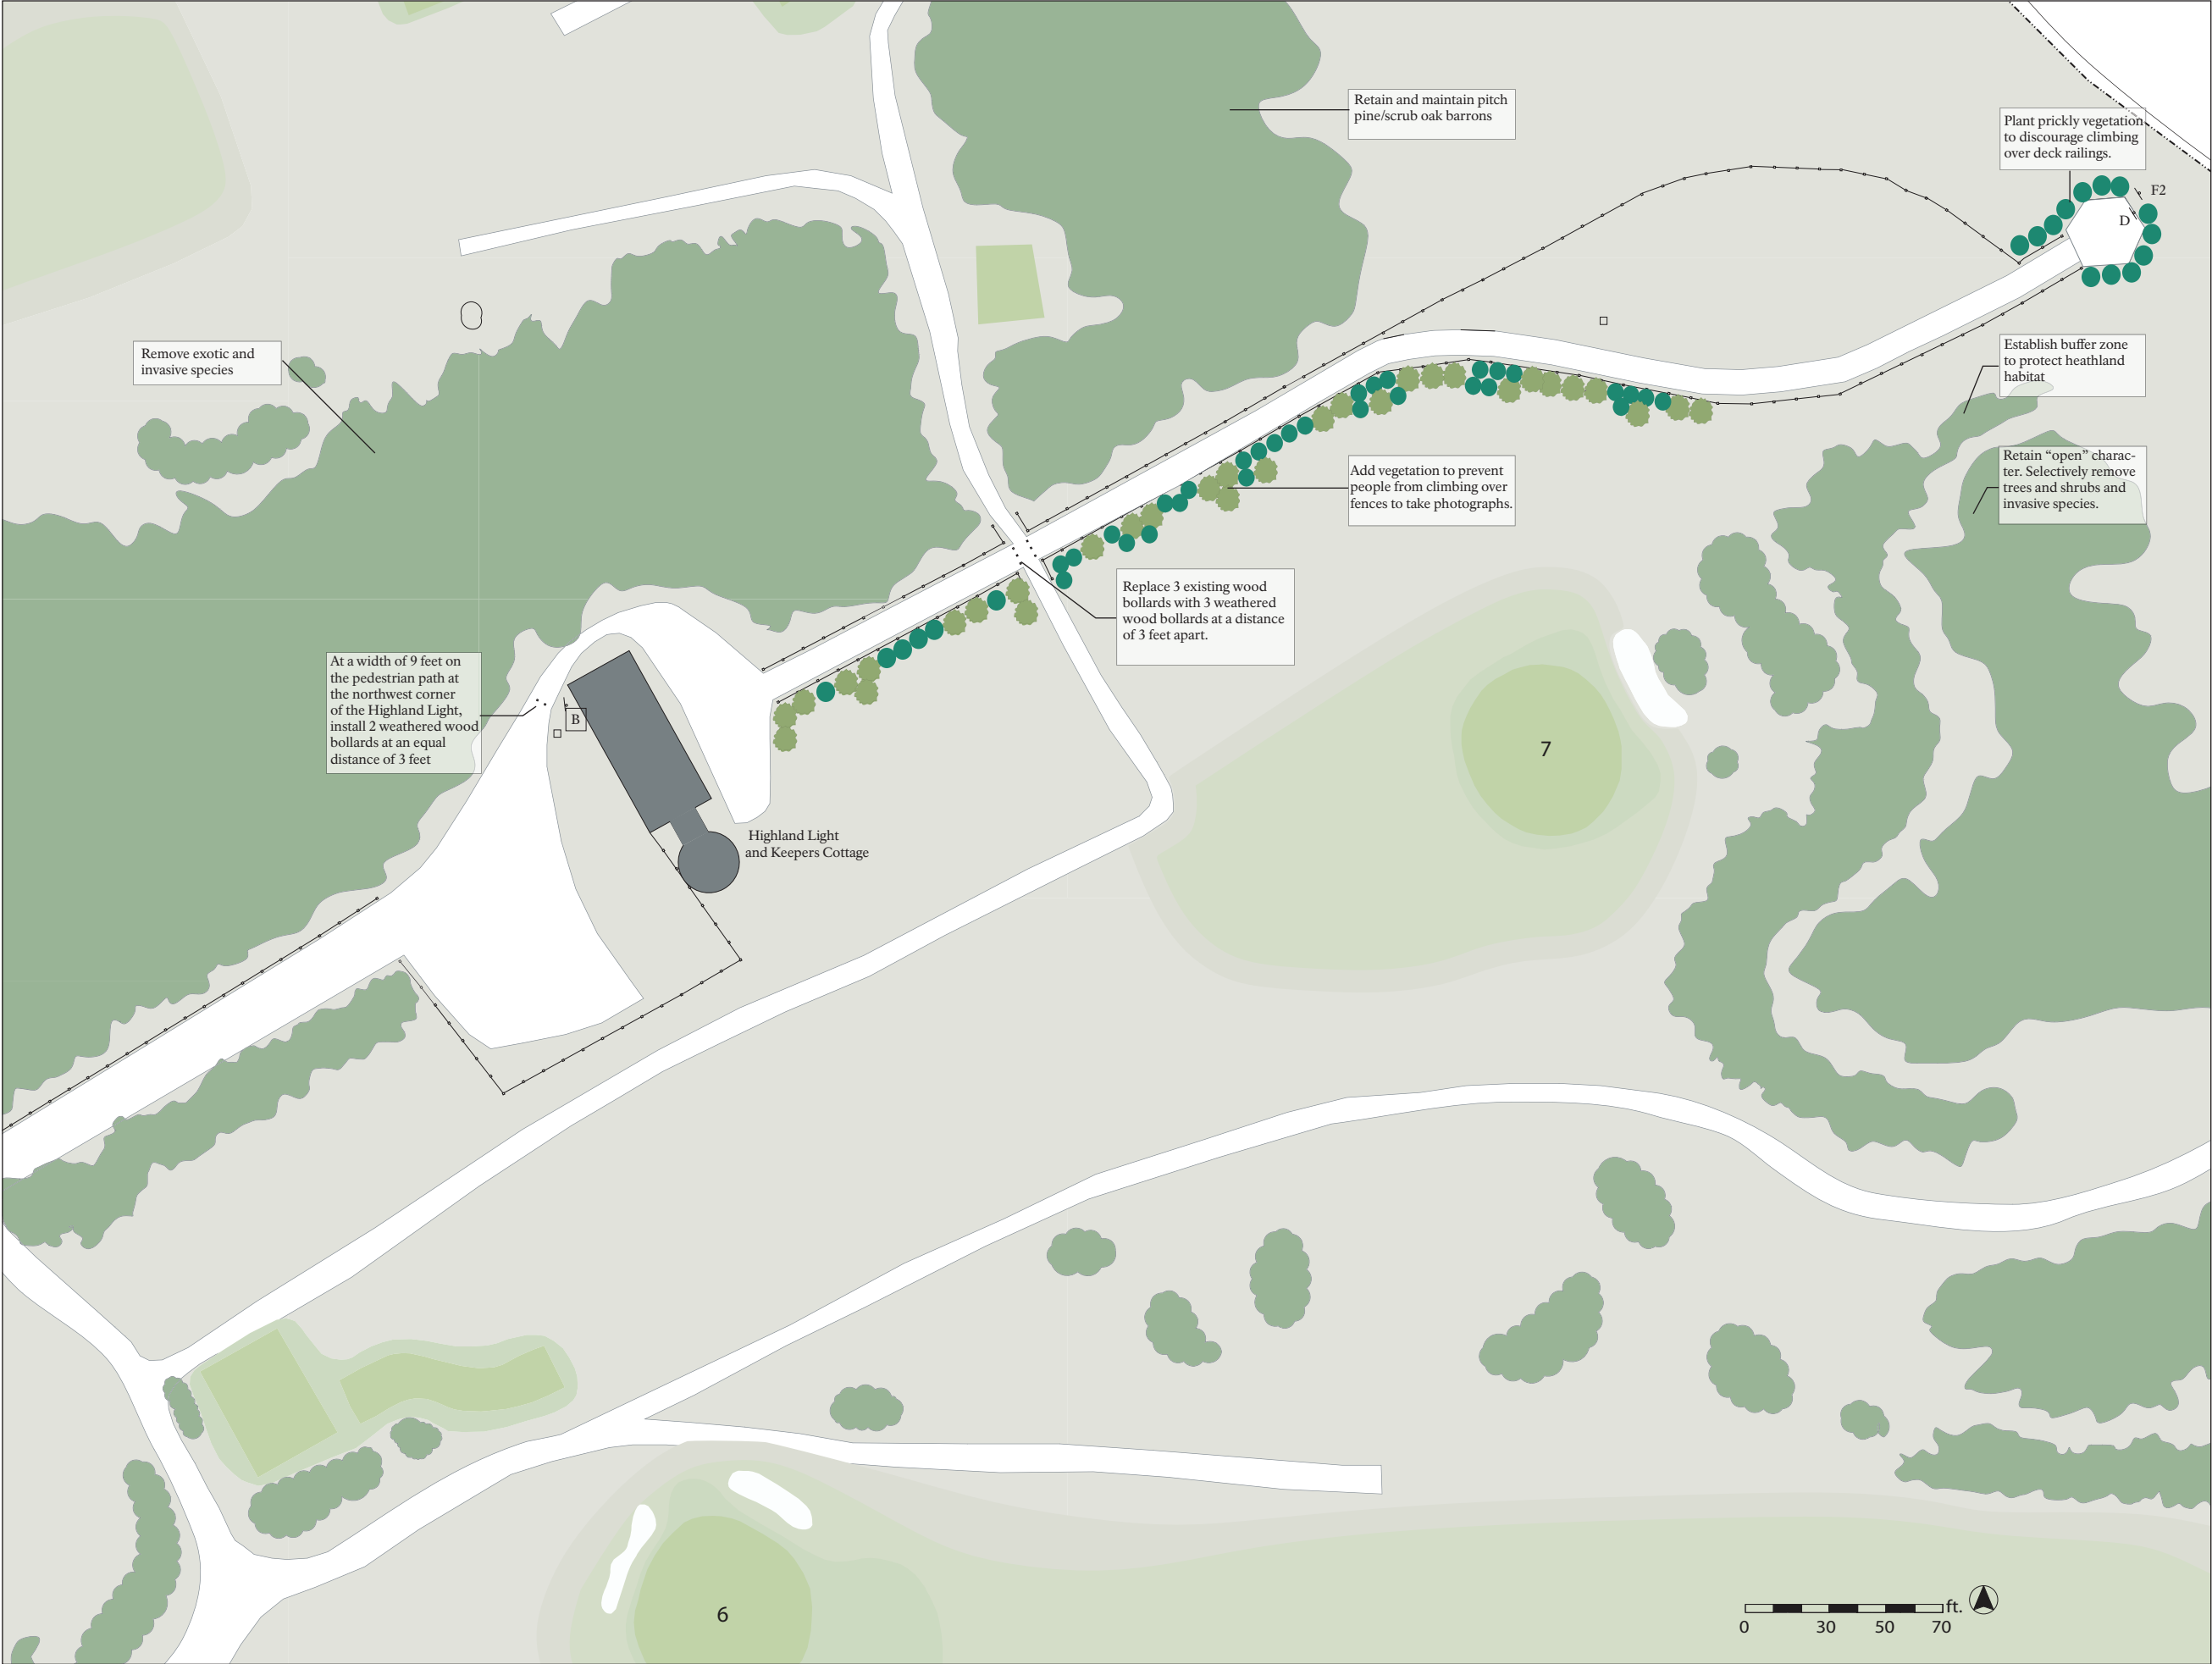 Retain and maintain pitch
pine/scrub oak barrons
Plant prickly vegetation
to discourage climbing
over deck railings.
F2
D
Remove exotic and
invasive species
Establish buffer zone
to protect heathland
habitat
Retain “open” charac-
ter. Selectively remove
trees and shrubs and
invasive species.
Add vegetation to prevent
people from climbing over
fences to take photographs.
Replace 3 existing wood
bollards with 3 weathered
wood bollards at a distance
of 3 feet apart.
At a width of 9 feet on
the pedestrian path at
the northwest corner
of the Highland Light,
install 2 weathered wood
bollards at an equal
distance of 3 feet
B
7
Highland Light
and Keepers Cottage
6
ft.
0 30 50 70